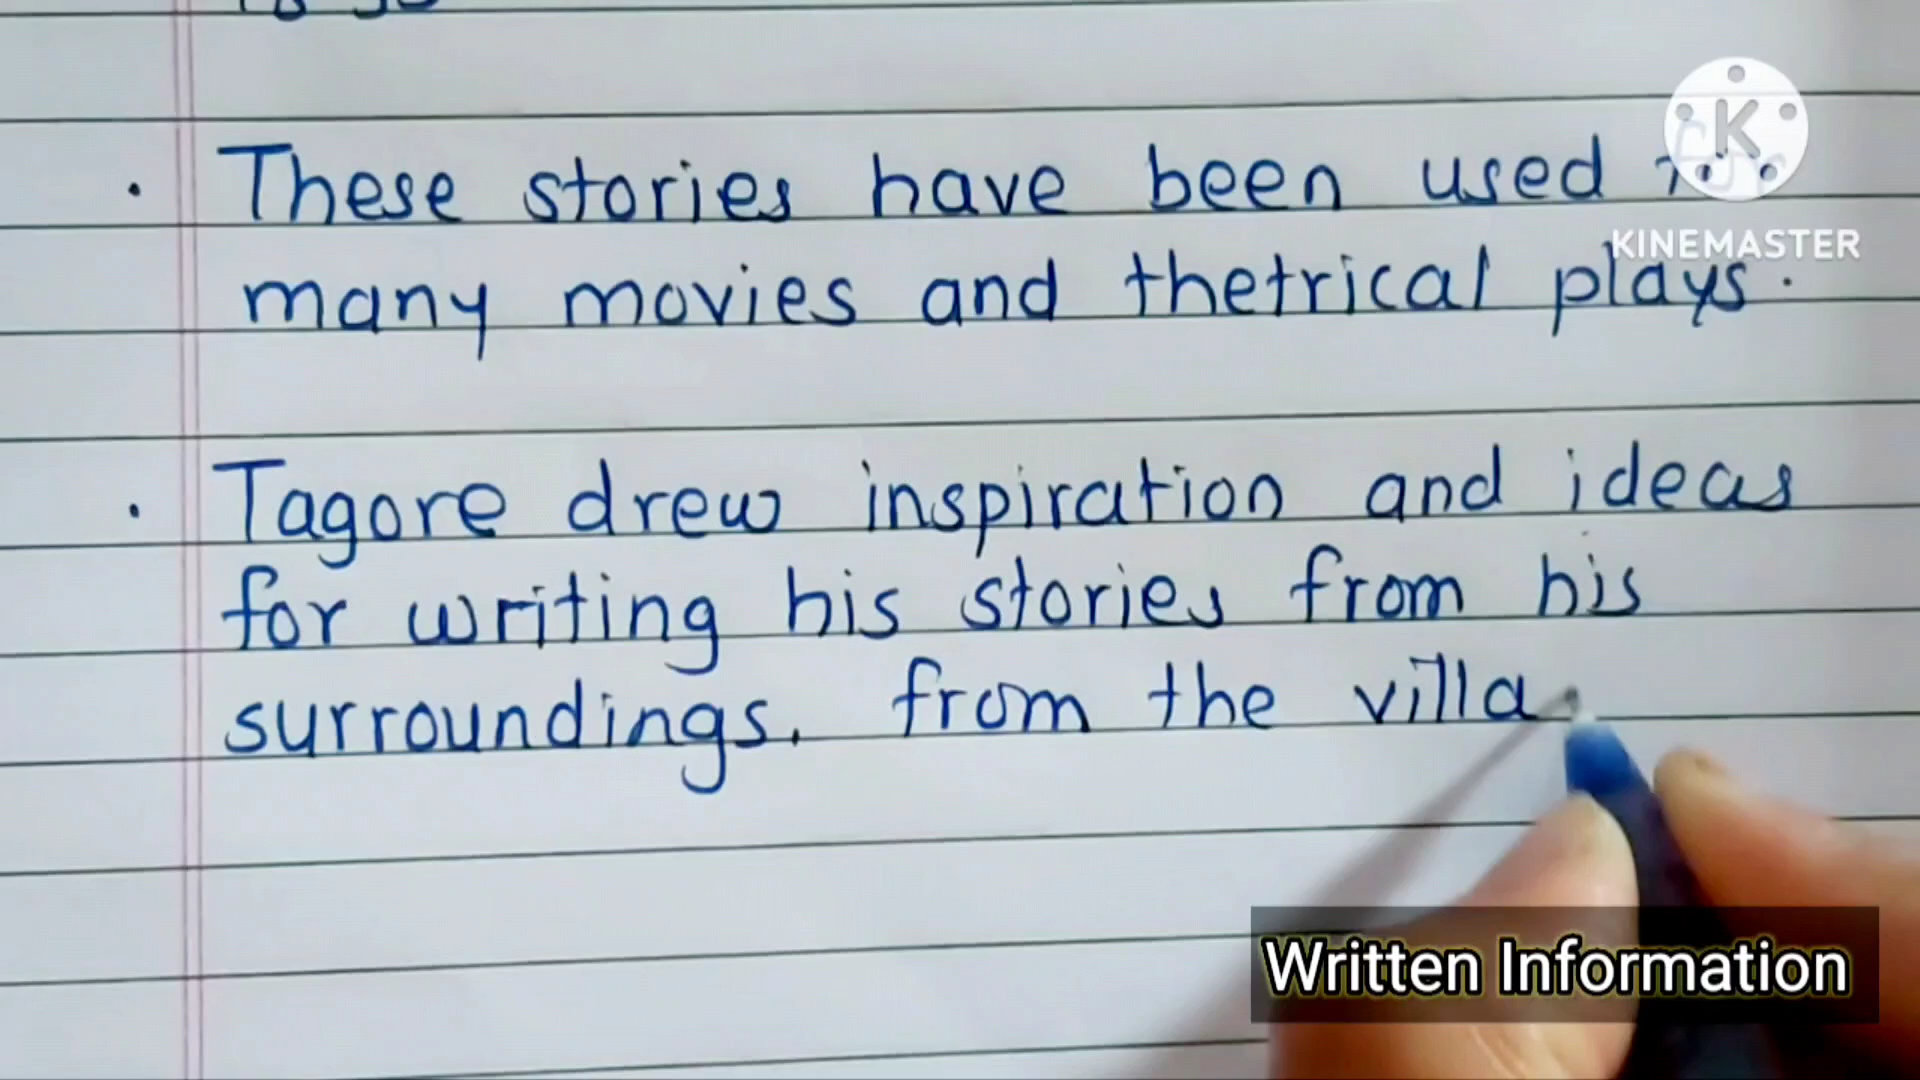 · These stories have been used for
K
KINEMASTER
many movies and thetrical plays.
· Tagore drew inspiration and ideas
for writing his stories from his
surroundings. from the villa
Written Information